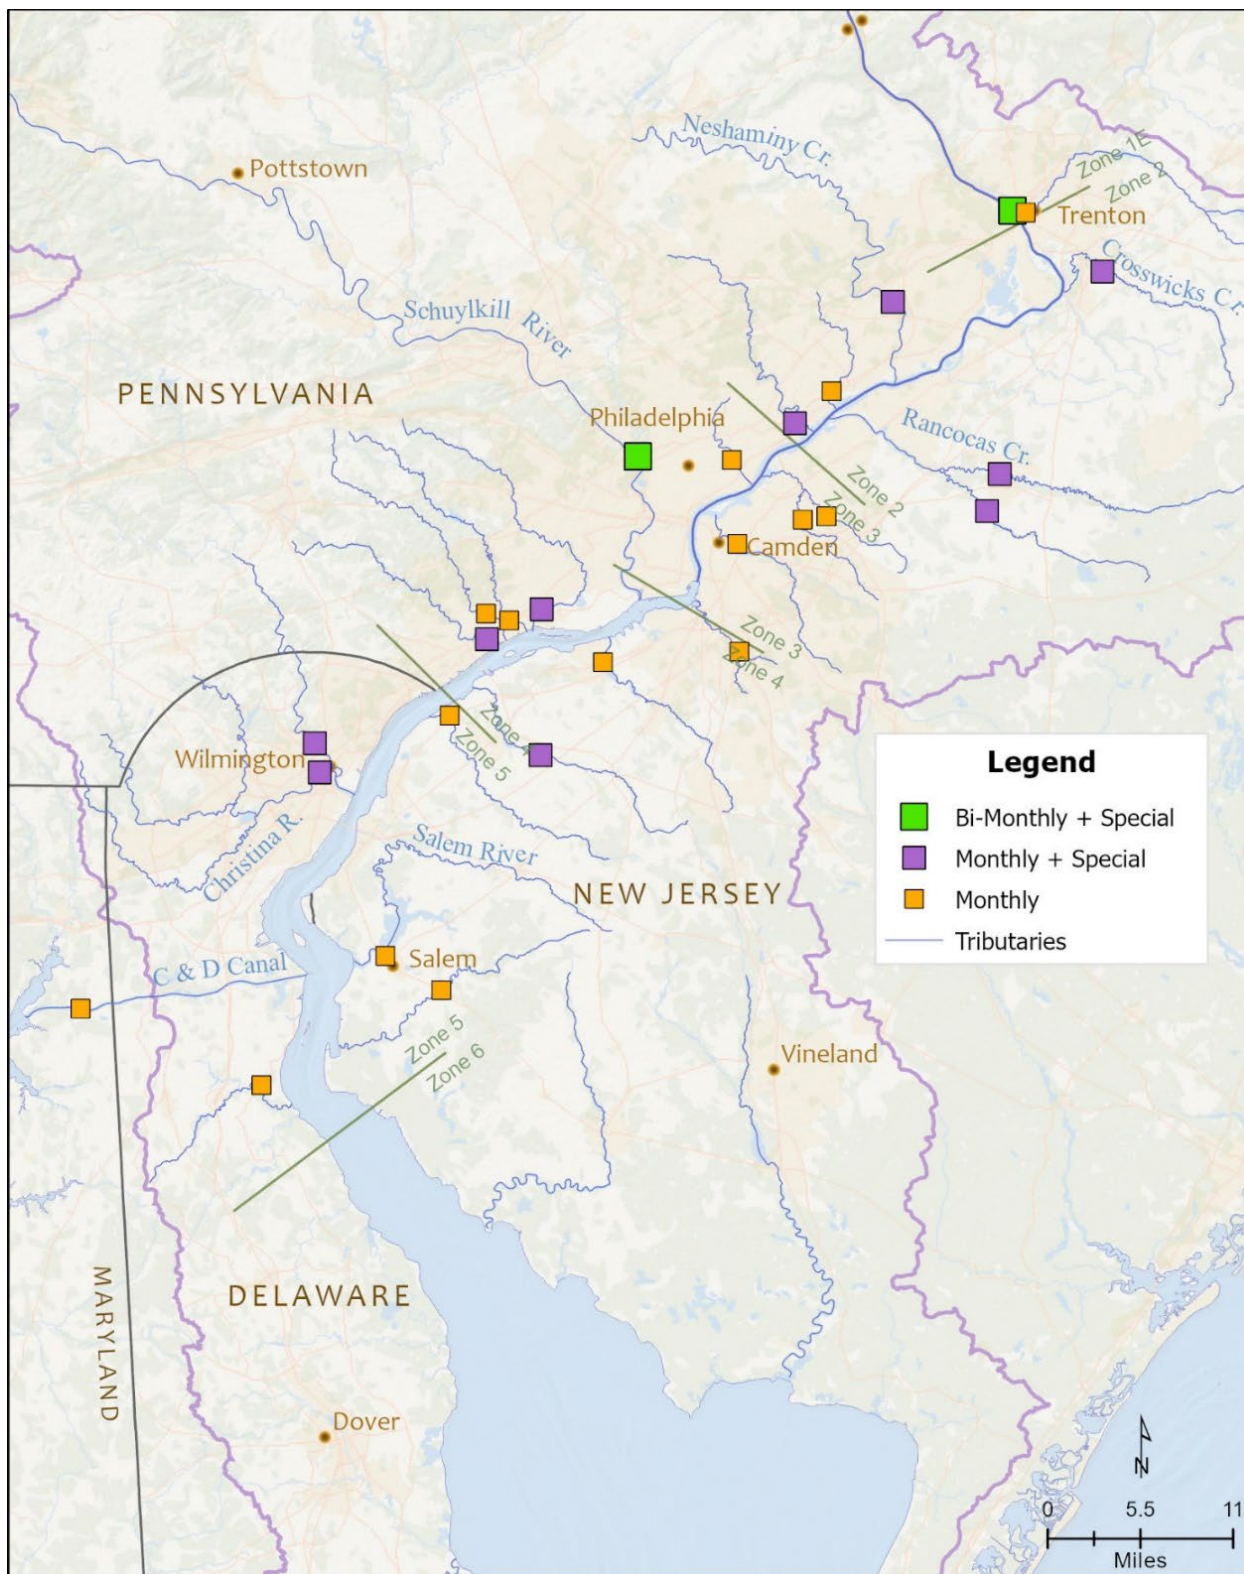 Neshaminy Cr.
Zone 1E
Zone 2
Pottstown
Trenton
Crosswicks Cr.
Schuylkill River
PENNSYLVANIA
Philadelphia
Rancocas Cr.
Zone 2
Zone 3
Camden
Zone 3
Zone 4
Zone 4
Zone 5
Wilmington
Christina R.
Salem River
NEW JERSEY
Legend
Bi-Monthly + Special
Monthly + Special
Monthly
Tributaries
C & D Canal
Salem
Zone 5
Zone 6
Vineland
DELAWARE
MARYLAND
Dover
N
0 5.5 11
Miles